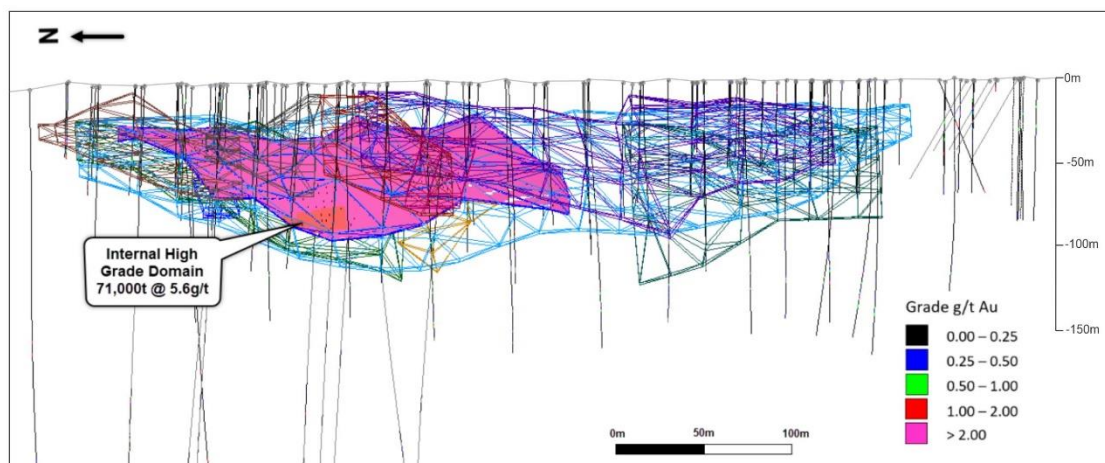 N
0m
-50m
-100m
-150m
Internal High
Grade Domain
71,000t @ 5.6g/t
Grade g/t Au
0.00 – 0.25
0.25 – 0.50
0.50 – 1.00
1.00 – 2.00
> 2.00
0m 50m 100m